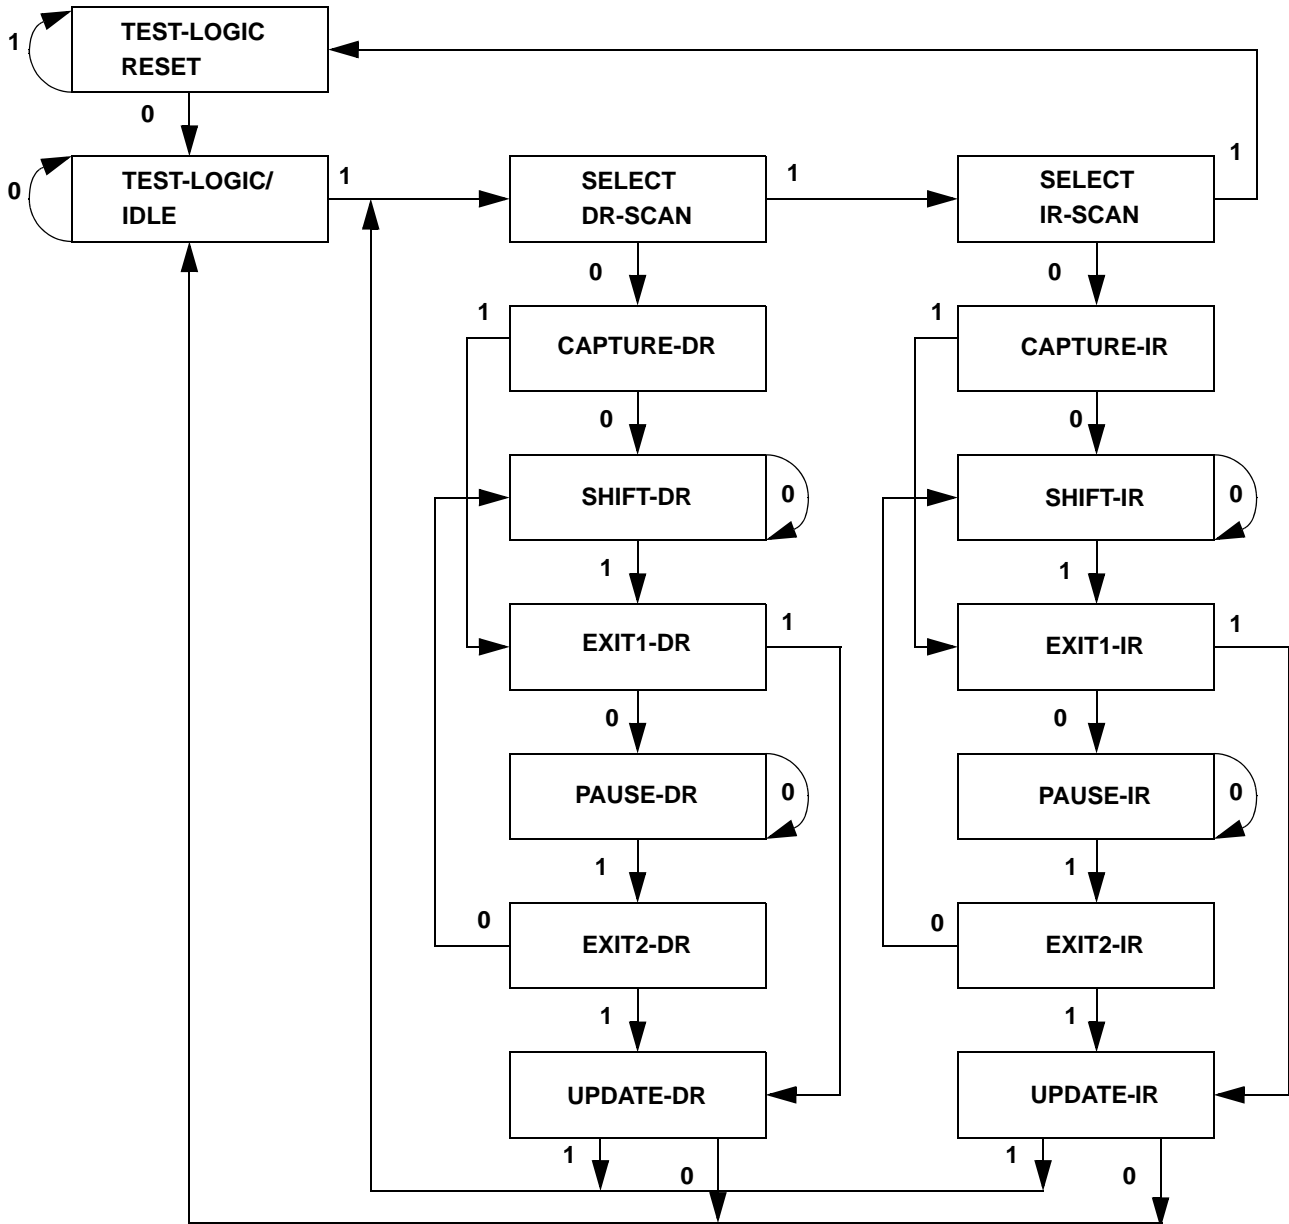 1
TEST-LOGIC
RESET
0
0
TEST-LOGIC/
IDLE
1
SELECT
DR-SCAN
1
SELECT
IR-SCAN
1
0
0
1
CAPTURE-DR
1
CAPTURE-IR
0
0
SHIFT-DR
0
SHIFT-IR
0
1
1
EXIT1-DR
1
EXIT1-IR
1
0
0
PAUSE-DR
0
PAUSE-IR
0
1
1
0
EXIT2-DR
0
EXIT2-IR
1
1
UPDATE-DR
UPDATE-IR
1
0
1
0